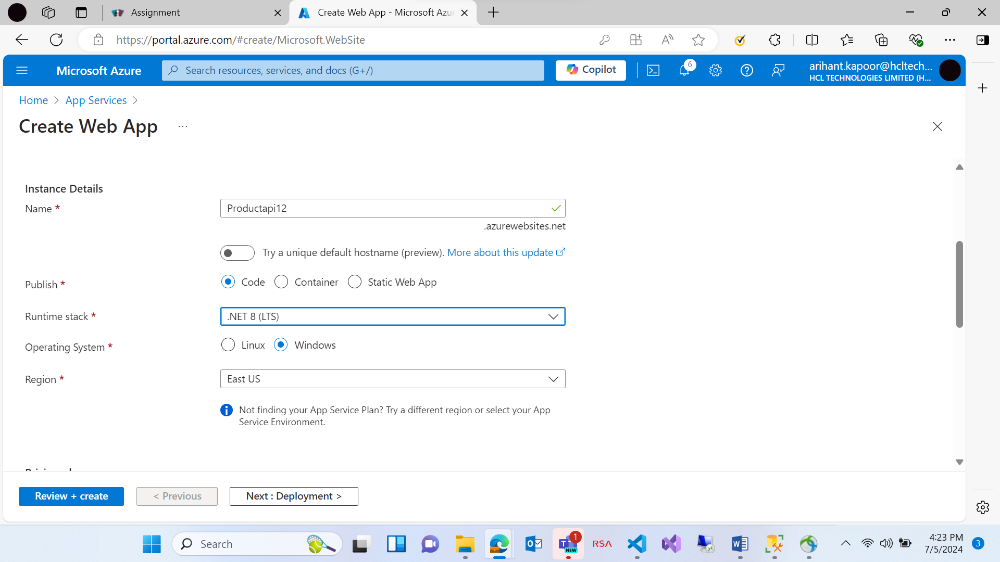 Assignment
Create Web App - Microsoft Azu
https://portal.azure.com/#create/Microsoft.WebSite
Microsoft Azure
Search resources, services, and docs (G+/)
Copilot
6
arihant.kapoor@hcltech...
HCL TECHNOLOGIES LIMITED (H...
Home > App Services >
Create Web App ...
Instance Details
Name *
Productapi12
.azurewebsites.net
Try a unique default hostname (preview). More about this update
Publish *
Code
Container
Static Web App
Runtime stack *
.NET 8 (LTS)
Operating System *
Linux
Windows
Region *
East US
Not finding your App Service Plan? Try a different region or select your App
Service Environment.
Review + create
< Previous
Next : Deployment >
Search
1
NEW
RSA
4:23 PM
7/5/2024
3